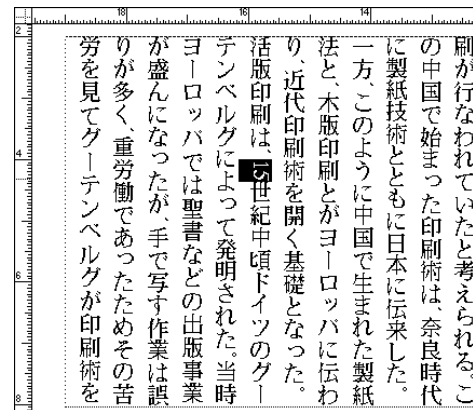 18 16 14
2
4
6
8
刷が行なわれていたと考えられる。こ
の中国で始まった印刷術は、奈良時代
に製紙技術とともに日本に伝来した。
一方、このように中国で生まれた製紙
法と、木版印刷とがヨーロッパに伝わ
り、近代印刷術を開く基礎となった。
活版印刷は、15世紀中頃ドイツのグー
テンベルグによって発明された。当時
ヨーロッパでは聖書などの出版事業
が盛んになったが、手で写す作業は誤
りが多く、重労働であったためその苦
労を見てグーテンベルグが印刷術を